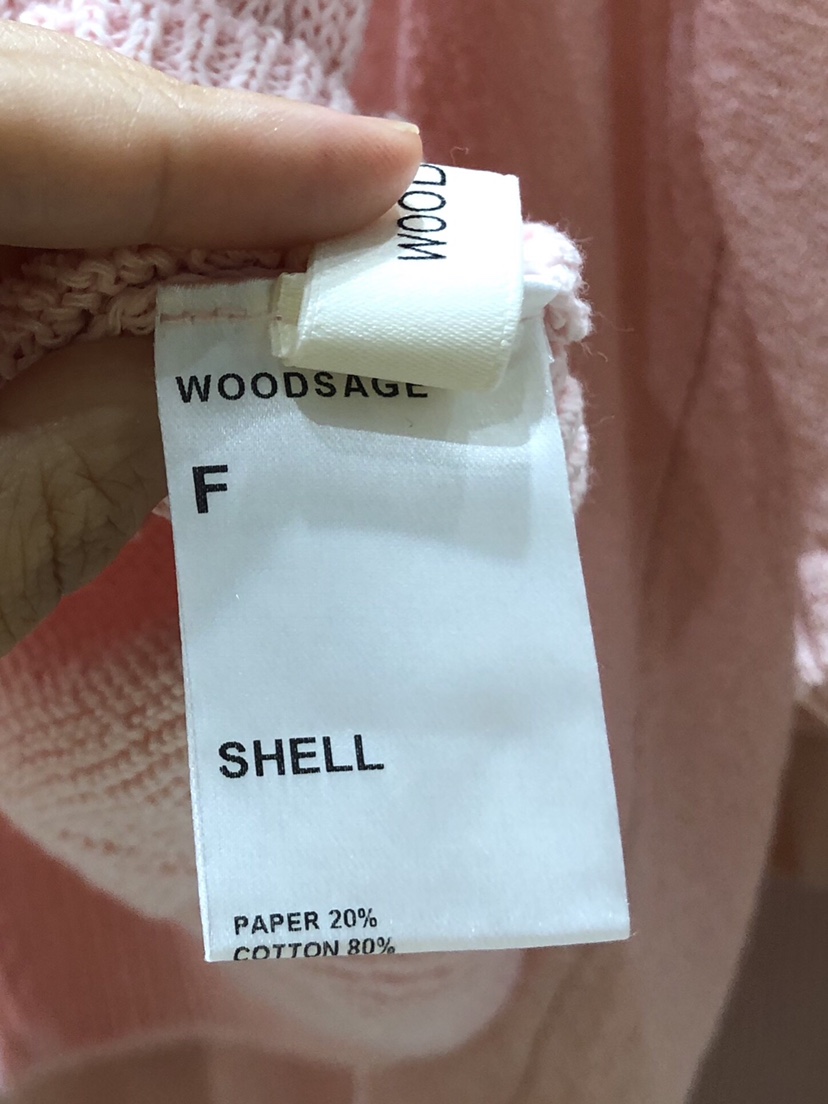 WOOD
WOODSAGE
F
SHELL
PAPER 20%
COTTON 80%